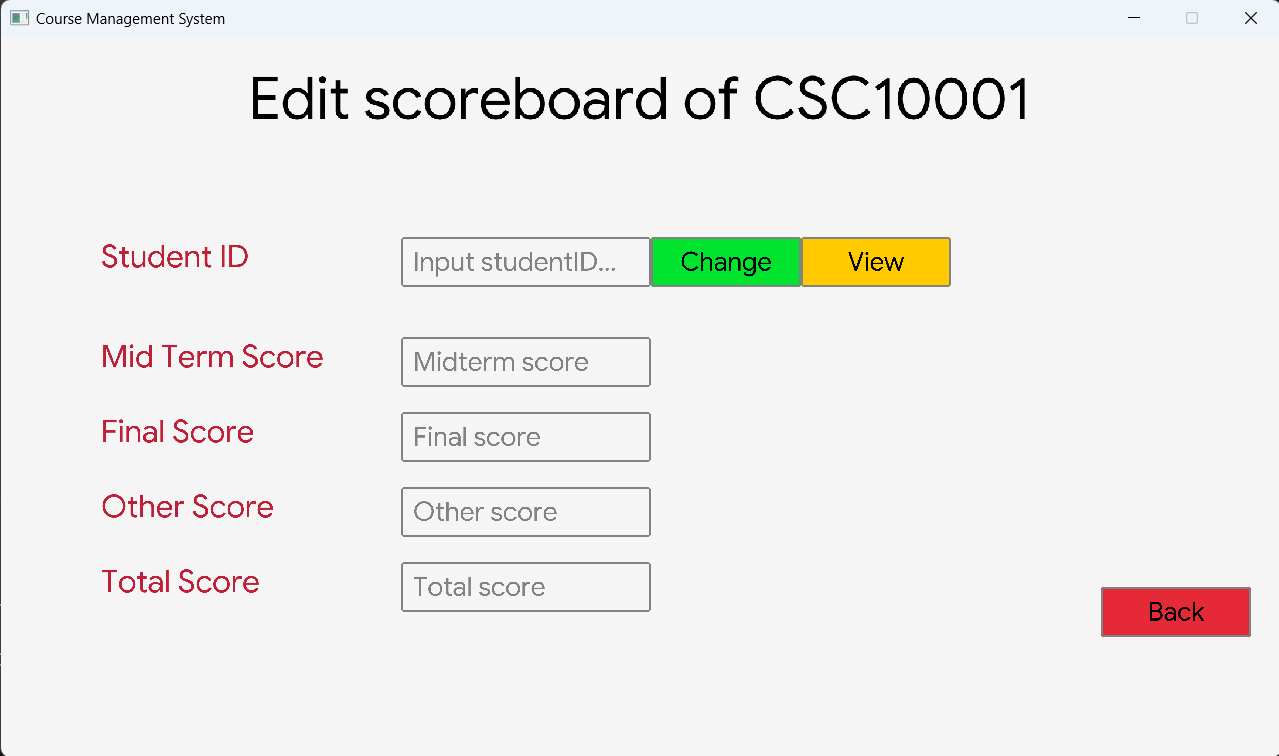 Course Management System
Edit scoreboard of CSC10001
Student ID Input studentID... Change View
Mid Term Score Midterm score
Final Score Final score
Other Score Other score
Total Score Total score
Back